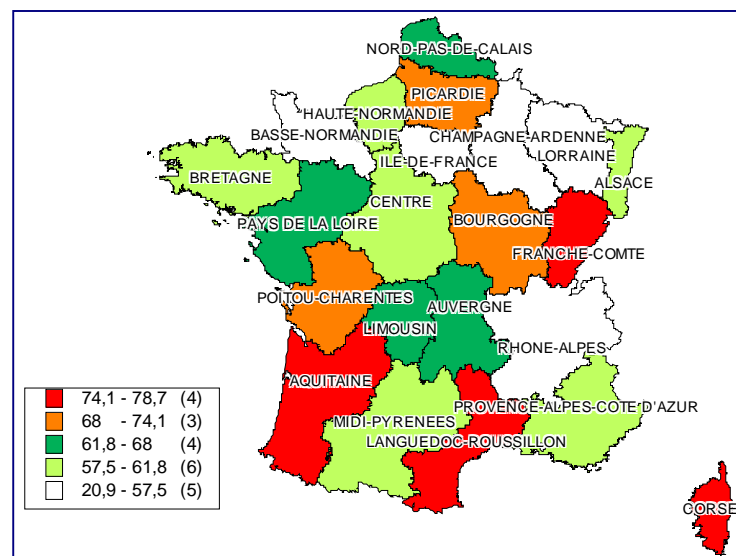 NORD-PAS-DE-CALAIS
PICARDIE
HAUTE-NORMANDIE
BASSE-NORMANDIE
CHAMPAGNE-ARDENNE
ILE-DE-FRANCE
LORRAINE
BRETAGNE
ALSACE
CENTRE
PAYS DE LA LOIRE
BOURGOGNE
FRANCHE-COMTE
POITOU-CHARENTES
AUVERGNE
LIMOUSIN
RHONE-ALPES
AQUITAINE
PROVENCE-ALPES-COTE D'AZUR
MIDI-PYRENEES
LANGUEDOC-ROUSSILLON
CORSE
74,1 - 78,7 (4)
68 - 74,1 (3)
61,8 - 68 (4)
57,5 - 61,8 (6)
20,9 - 57,5 (5)